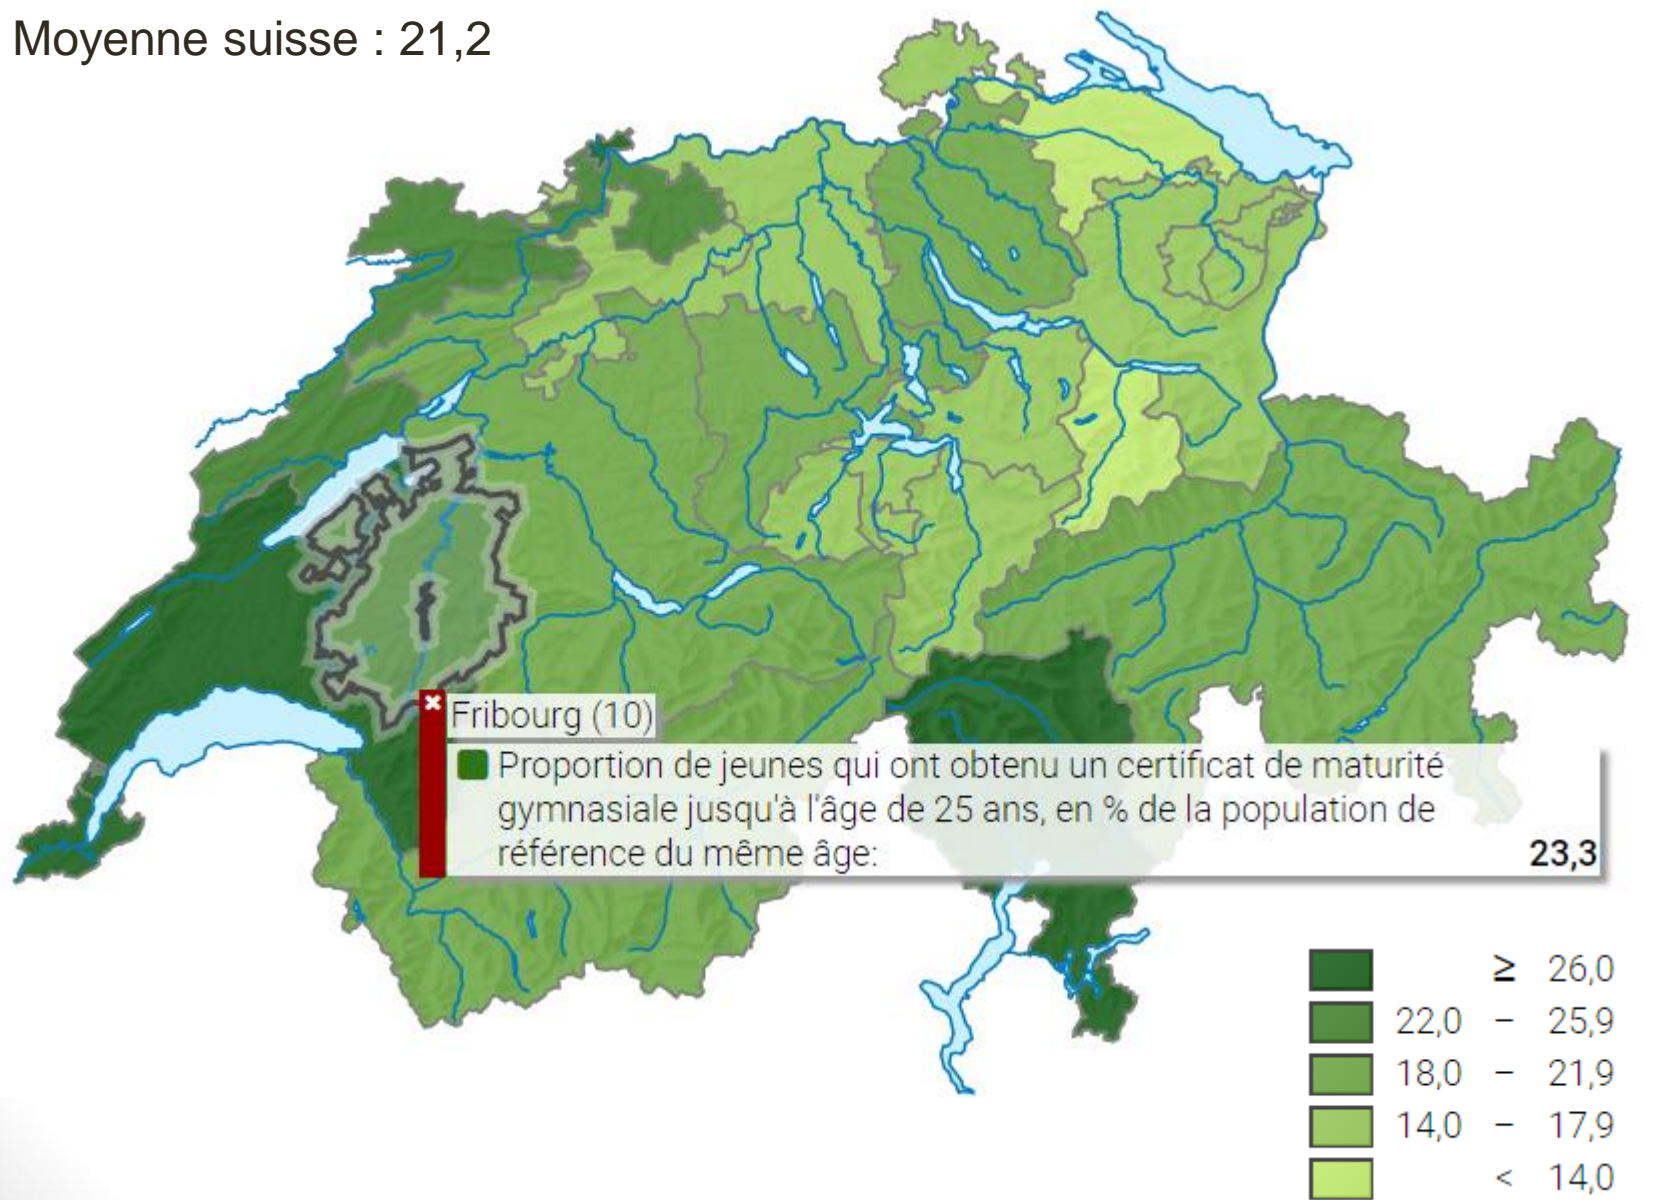 Moyenne suisse : 21,2
Fribourg (10)
Proportion de jeunes qui ont obtenu un certificat de maturité
gymnasiale jusqu'à l'âge de 25 ans, en % de la population de
référence du même âge: 23,3
≥ 26,0
22,0 – 25,9
18,0 – 21,9
14,0 – 17,9
< 14,0